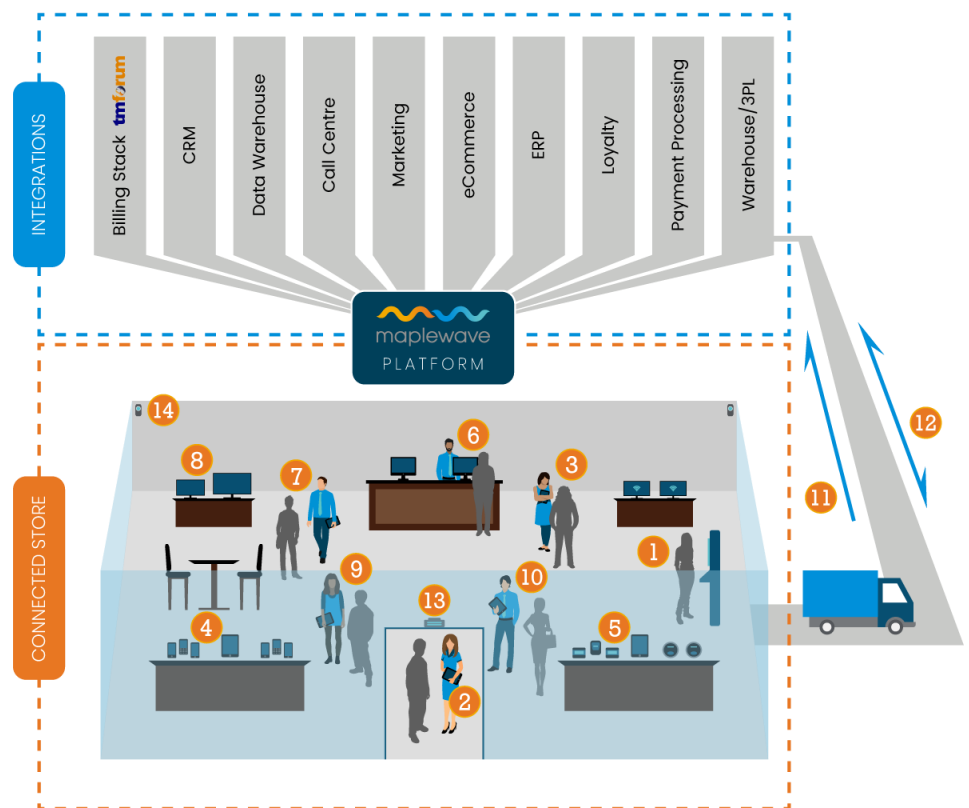 INTEGRATIONS
Billing Stack tmforum
CRM
Data Warehouse
Call Centre
Marketing
eCommerce
ERP
Loyalty
Payment Processing
Warehouse/3PL
maplewave
PLATFORM
CONNECTED STORE
14
6
12
8
7
3
11
1
9
10
13
4
5
2